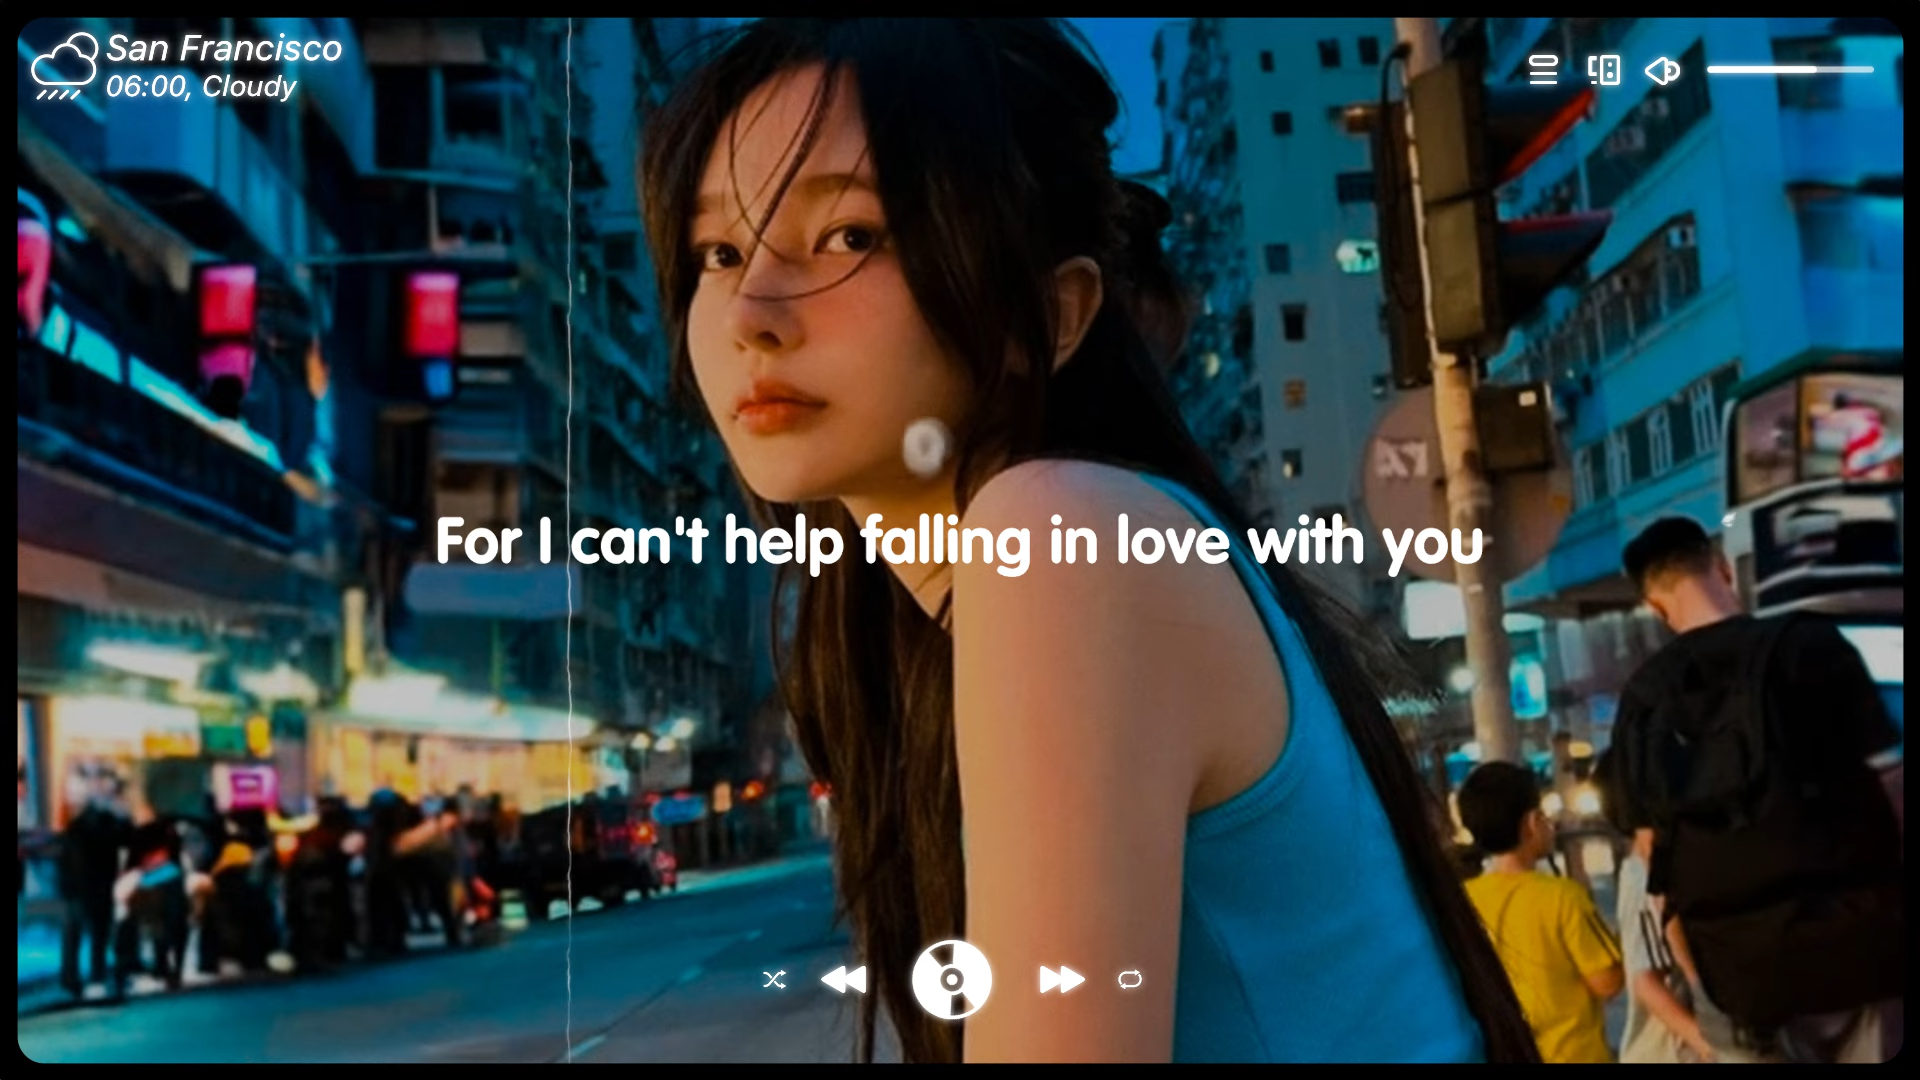 San Francisco
06:00, Cloudy
For I can't help falling in love with you